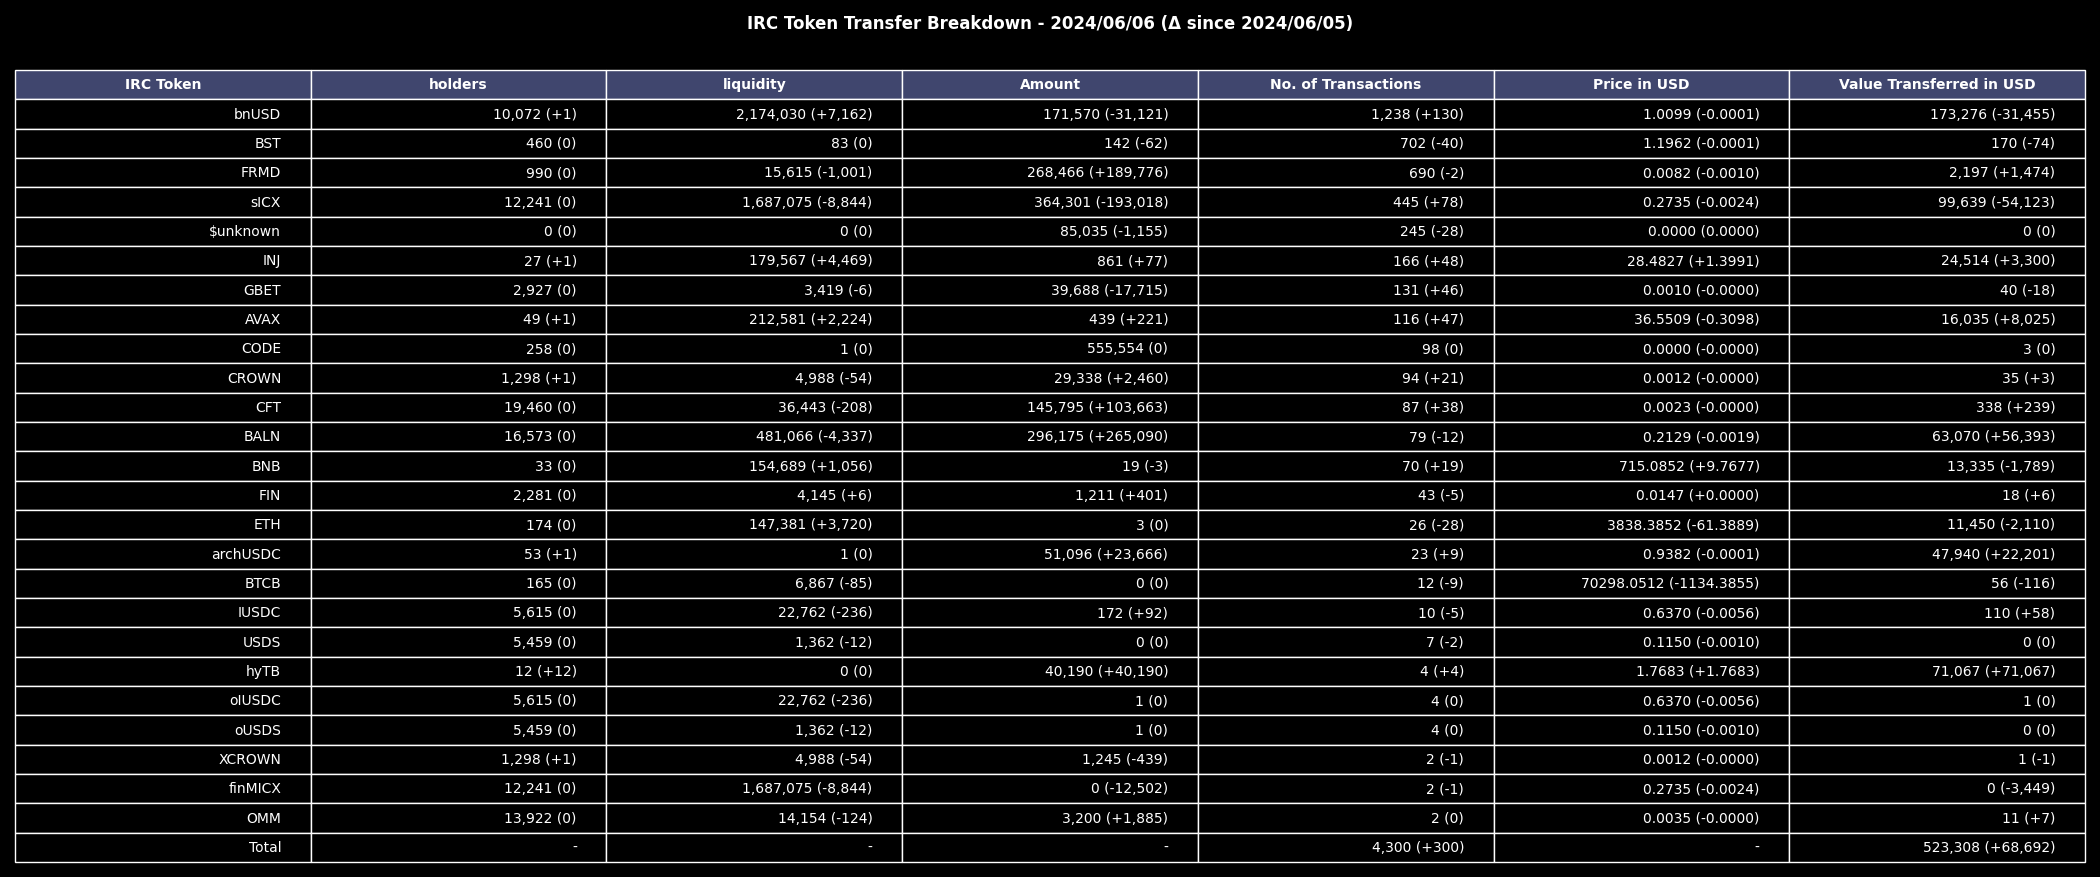 IRC Token Transfer Breakdown - 2024/06/06 (Δ since 2024/06/05)
IRC Token holders liquidity Amount No. of Transactions Price in USD Value Transferred in USD
bnUSD 10,072 (+1) 2,174,030 (+7,162) 171,570 (-31,121) 1,238 (+130) 1.0099 (-0.0001) 173,276 (-31,455)
BST 460 (0) 83 (0) 142 (-62) 702 (-40) 1.1962 (-0.0001) 170 (-74)
FRMD 990 (0) 15,615 (-1,001) 268,466 (+189,776) 690 (-2) 0.0082 (-0.0010) 2,197 (+1,474)
sICX 12,241 (0) 1,687,075 (-8,844) 364,301 (-193,018) 445 (+78) 0.2735 (-0.0024) 99,639 (-54,123)
$unknown 0 (0) 0 (0) 85,035 (-1,155) 245 (-28) 0.0000 (0.0000) 0 (0)
INJ 27 (+1) 179,567 (+4,469) 861 (+77) 166 (+48) 28.4827 (+1.3991) 24,514 (+3,300)
GBET 2,927 (0) 3,419 (-6) 39,688 (-17,715) 131 (+46) 0.0010 (-0.0000) 40 (-18)
AVAX 49 (+1) 212,581 (+2,224) 439 (+221) 116 (+47) 36.5509 (-0.3098) 16,035 (+8,025)
CODE 258 (0) 1 (0) 555,554 (0) 98 (0) 0.0000 (-0.0000) 3 (0)
CROWN 1,298 (+1) 4,988 (-54) 29,338 (+2,460) 94 (+21) 0.0012 (-0.0000) 35 (+3)
CFT 19,460 (0) 36,443 (-208) 145,795 (+103,663) 87 (+38) 0.0023 (-0.0000) 338 (+239)
BALN 16,573 (0) 481,066 (-4,337) 296,175 (+265,090) 79 (-12) 0.2129 (-0.0019) 63,070 (+56,393)
BNB 33 (0) 154,689 (+1,056) 19 (-3) 70 (+19) 715.0852 (+9.7677) 13,335 (-1,789)
FIN 2,281 (0) 4,145 (+6) 1,211 (+401) 43 (-5) 0.0147 (+0.0000) 18 (+6)
ETH 174 (0) 147,381 (+3,720) 3 (0) 26 (-28) 3838.3852 (-61.3889) 11,450 (-2,110)
archUSDC 53 (+1) 1 (0) 51,096 (+23,666) 23 (+9) 0.9382 (-0.0001) 47,940 (+22,201)
BTCB 165 (0) 6,867 (-85) 0 (0) 12 (-9) 70298.0512 (-1134.3855) 56 (-116)
IUSDC 5,615 (0) 22,762 (-236) 172 (+92) 10 (-5) 0.6370 (-0.0056) 110 (+58)
USDS 5,459 (0) 1,362 (-12) 0 (0) 7 (-2) 0.1150 (-0.0010) 0 (0)
hyTB 12 (+12) 0 (0) 40,190 (+40,190) 4 (+4) 1.7683 (+1.7683) 71,067 (+71,067)
oIUSDC 5,615 (0) 22,762 (-236) 1 (0) 4 (0) 0.6370 (-0.0056) 1 (0)
oUSDS 5,459 (0) 1,362 (-12) 1 (0) 4 (0) 0.1150 (-0.0010) 0 (0)
XCROWN 1,298 (+1) 4,988 (-54) 1,245 (-439) 2 (-1) 0.0012 (-0.0000) 1 (-1)
finMICX 12,241 (0) 1,687,075 (-8,844) 0 (-12,502) 2 (-1) 0.2735 (-0.0024) 0 (-3,449)
OMM 13,922 (0) 14,154 (-124) 3,200 (+1,885) 2 (0) 0.0035 (-0.0000) 11 (+7)
Total - - - 4,300 (+300) - 523,308 (+68,692)